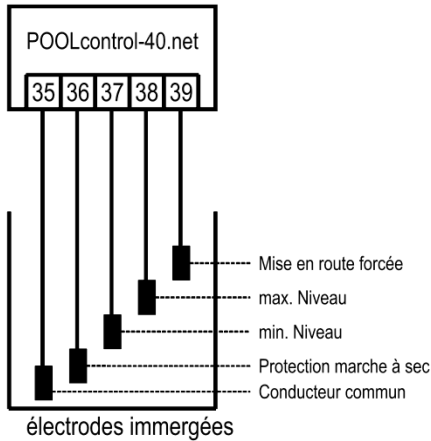 POOLcontrol-40.net
35 36 37 38 39
Mise en route forcée
max. Niveau
min. Niveau
Protection marche à sec
Conducteur commun
électrodes immergées